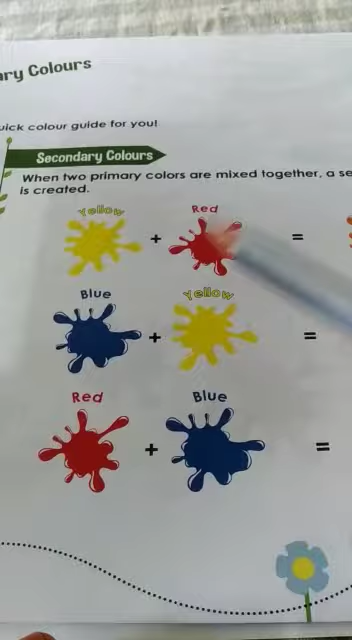 ary Colours
uick colour guide for you!
Secondary Colours
When two primary colors are mixed together, a se
is created.
Yellow + Red =
Blue + Yellow =
Red + Blue =